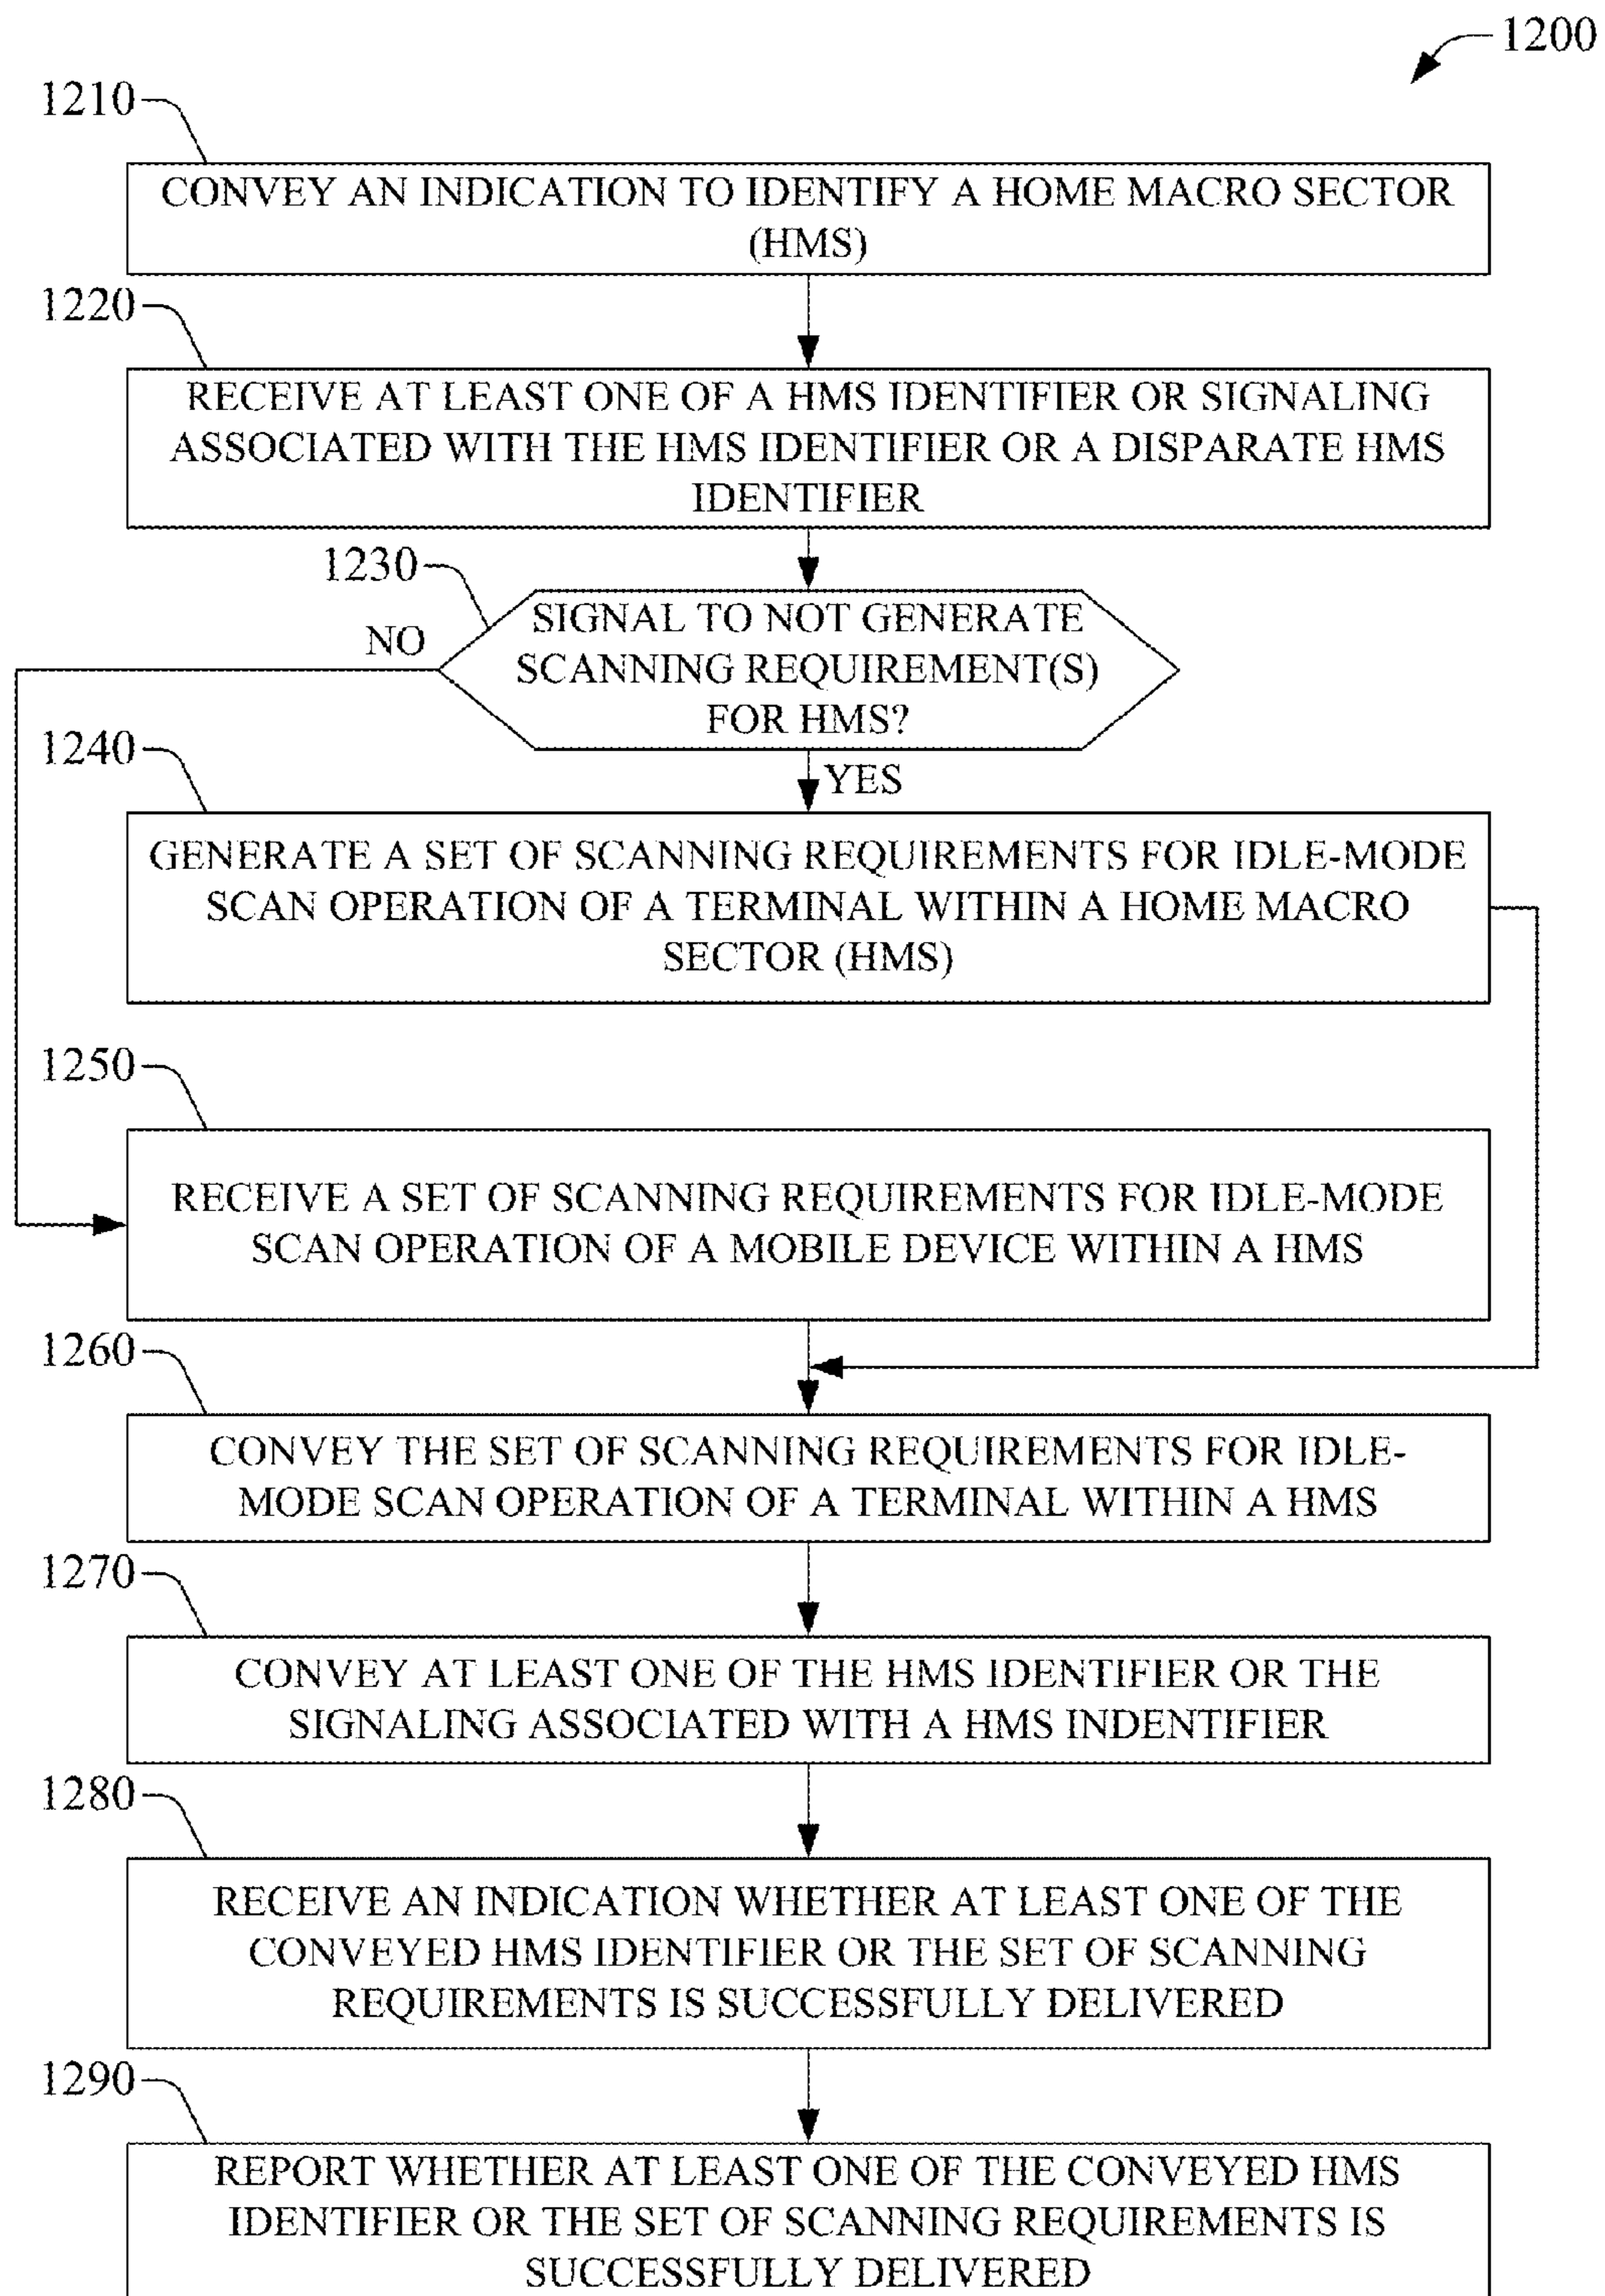 1200
1210
CONVEY AN INDICATION TO IDENTIFY A HOME MACRO SECTOR
(HMS)
1220
RECEIVE AT LEAST ONE OF A HMS IDENTIFIER OR SIGNALING
ASSOCIATED WITH THE HMS IDENTIFIER OR A DISPARATE HMS
IDENTIFIER
1230
NO
SIGNAL TO NOT GENERATE
SCANNING REQUIREMENT(S)
FOR HMS?
YES
1240
GENERATE A SET OF SCANNING REQUIREMENTS FOR IDLE-MODE
SCAN OPERATION OF A TERMINAL WITHIN A HOME MACRO
SECTOR (HMS)
1250
RECEIVE A SET OF SCANNING REQUIREMENTS FOR IDLE-MODE
SCAN OPERATION OF A MOBILE DEVICE WITHIN A HMS
1260
CONVEY THE SET OF SCANNING REQUIREMENTS FOR IDLE-
MODE SCAN OPERATION OF A TERMINAL WITHIN A HMS
1270
CONVEY AT LEAST ONE OF THE HMS IDENTIFIER OR THE
SIGNALING ASSOCIATED WITH A HMS INDENTIFIER
1280
RECEIVE AN INDICATION WHETHER AT LEAST ONE OF THE
CONVEYED HMS IDENTIFIER OR THE SET OF SCANNING
REQUIREMENTS IS SUCCESSFULLY DELIVERED
1290
REPORT WHETHER AT LEAST ONE OF THE CONVEYED HMS
IDENTIFIER OR THE SET OF SCANNING REQUIREMENTS IS
SUCCESSFULLY DELIVERED